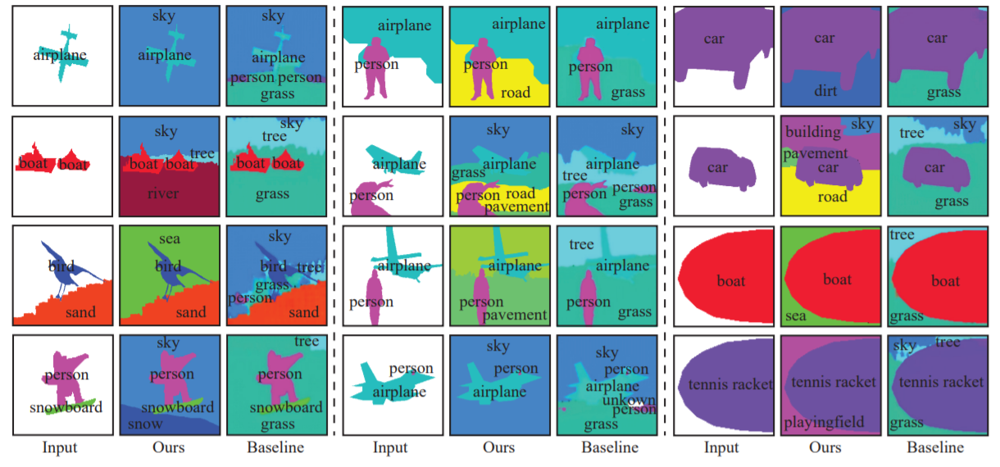 airplane
sky
airplane
sky
airplane
person person
grass
airplane
person
airplane
person
road
airplane
person
grass
car
car
dirt
car
grass
boat boat
sky
tree
boat boat
river
sky
tree
boat boat
grass
airplane
person
sky
airplane
grass
person road
pavement
sky
airplane
tree
person
person
grass
car
building
sky
pavement
car
road
tree
sky
car
grass
bird
sand
sea
bird
sand
sky
bird
tree
grass
person
sand
airplane
person
airplane
person
pavement
tree
airplane
person
grass
boat
boat
sea
tree
boat
grass
person
snowboard
sky
person
snowboard
snow
tree
person
snowboard
grass
person
airplane
sky
person
airplane
sky
person
airplane
unkown
person
grass
tennis racket
tennis racket
playingfield
sky
tree
tennis racket
grass
Input
Ours
Baseline
Input
Ours
Baseline
Input
Ours
Baseline